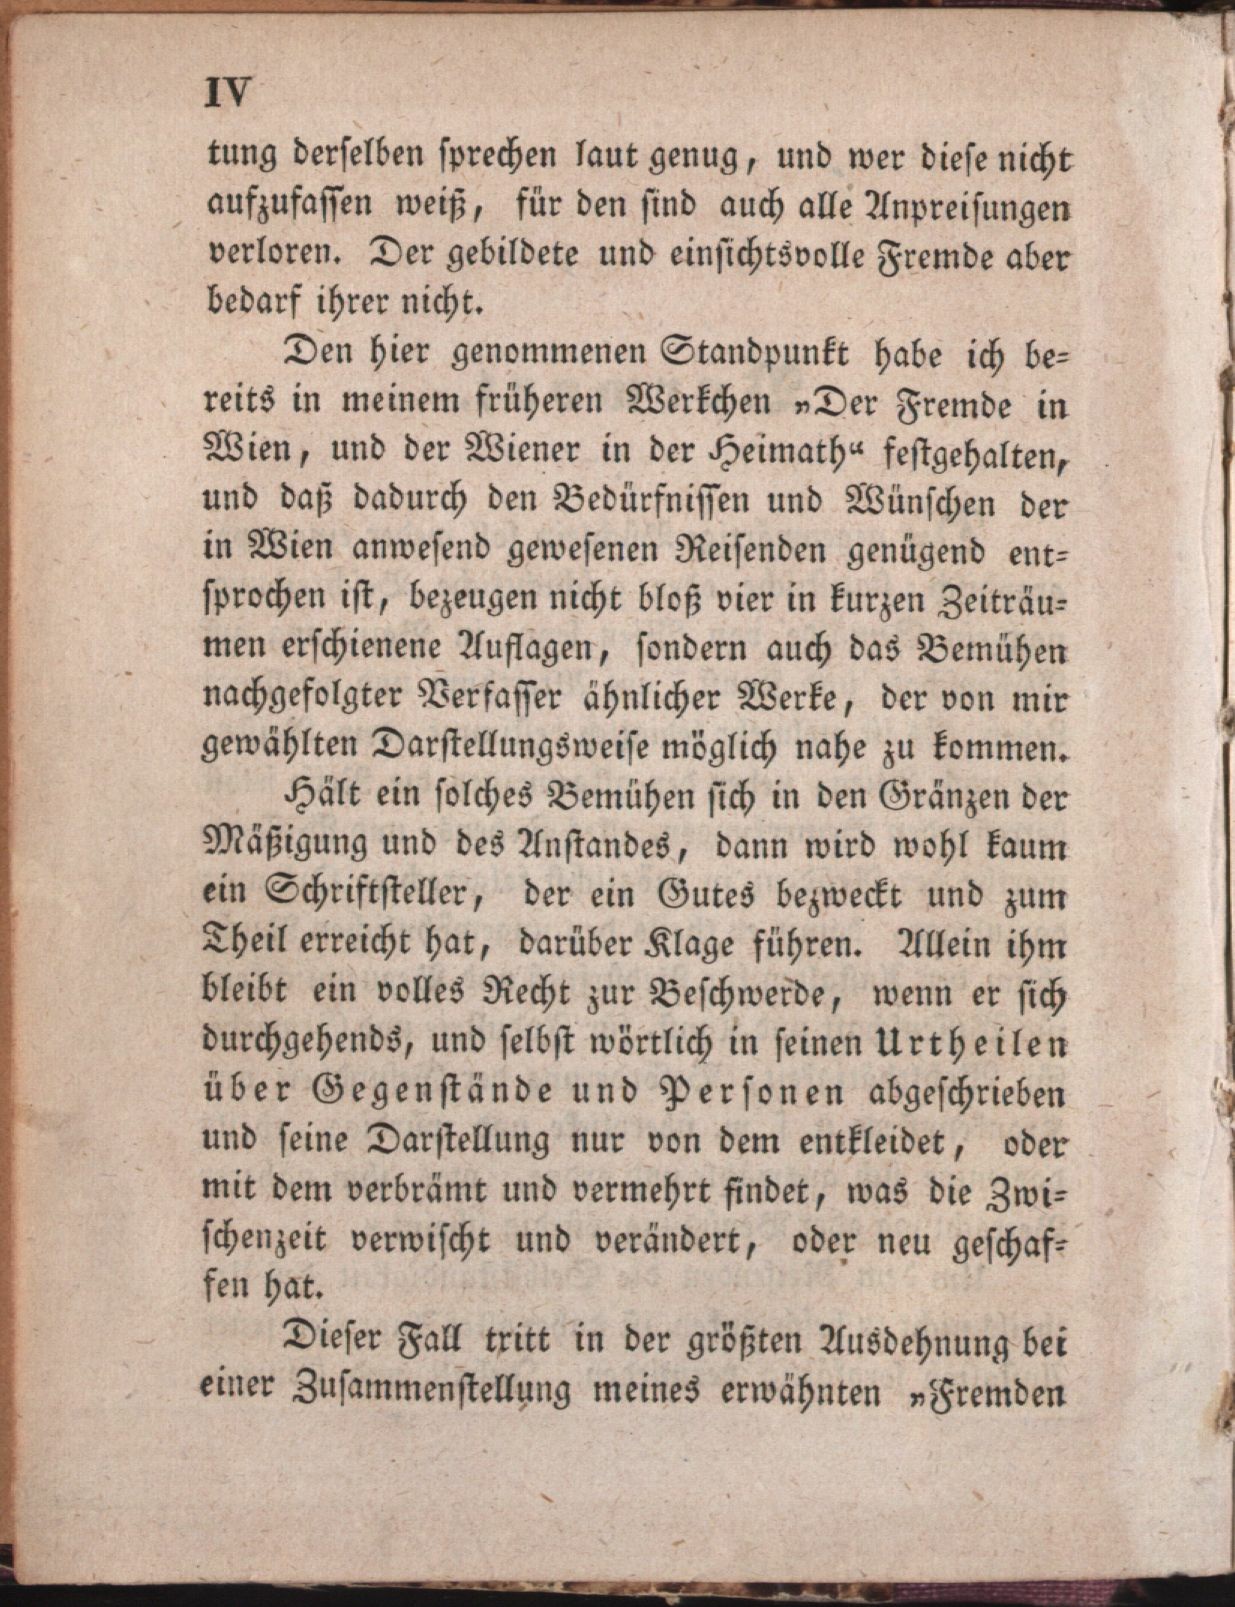 IV
tung derselben sprechen laut genug, und wer diese nicht
aufzufassen weiß, für den sind auch alle Anpreisungen
verloren. Der gebildete und einsichtsvolle Fremde aber
bedarf ihrer nicht.
Den hier genommenen Standpunkt habe ich be-
reits in meinem früheren Werkchen „Der Fremde in
Wien, und der Wiener in der Heimath“ festgehalten,
und daß dadurch den Bedürfnissen und Wünschen der
in Wien anwesend gewesenen Reisenden genügend ent-
sprochen ist, bezeugen nicht bloß vier in kurzen Zeiträu-
men erschienene Auflagen, sondern auch das Bemühen
nachgefolgter Verfasser ähnlicher Werke, der von mir
gewählten Darstellungsweise möglich nahe zu kommen.
Hält ein solches Bemühen sich in den Gränzen der
Mäßigung und des Anstandes, dann wird wohl kaum
ein Schriftsteller, der ein Gutes bezweckt und zum
Theil erreicht hat, darüber Klage führen. Allein ihm
bleibt ein volles Recht zur Beschwerde, wenn er sich
durchgehends, und selbst wörtlich in seinen Urtheilen
über Gegenstände und Personen abgeschrieben
und seine Darstellung nur von dem entkleidet, oder
mit dem verbrämt und vermehrt findet, was die Zwi-
schenzeit verwischt und verändert, oder neu geschaf-
fen hat.
Dieser Fall tritt in der größten Ausdehnung bei
einer Zusammenstellung meines erwähnten „Fremden